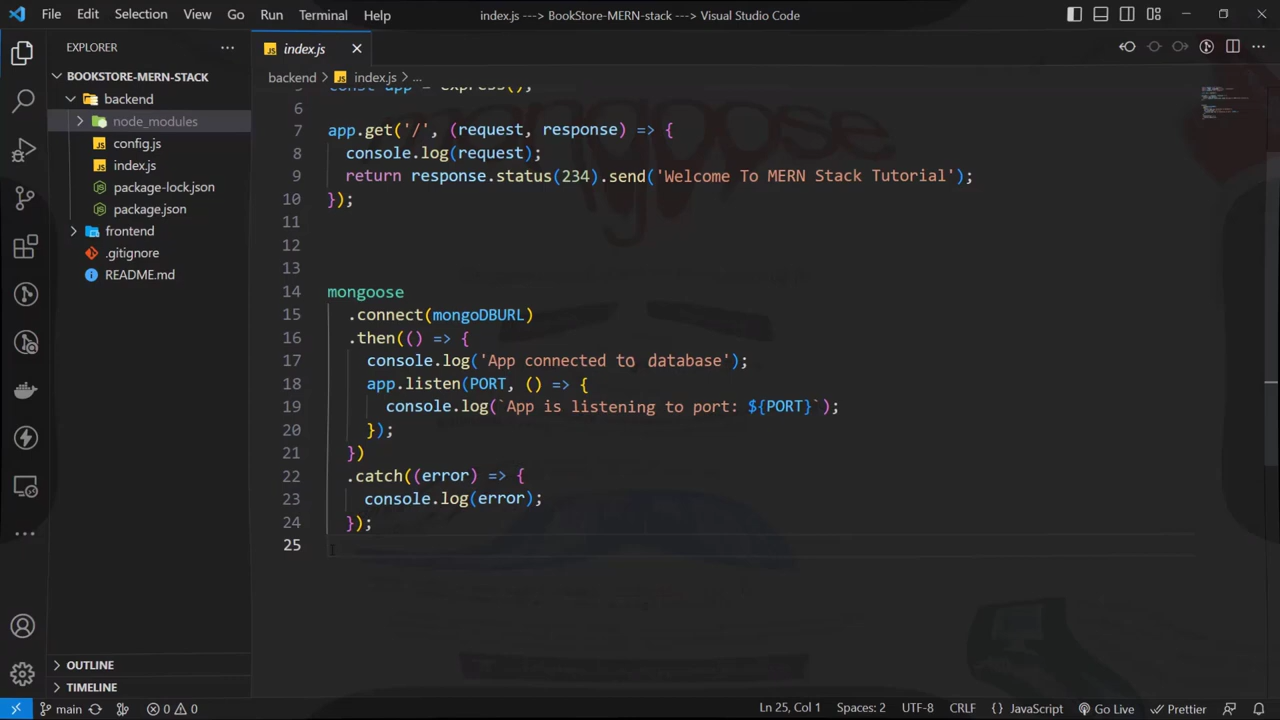 File Edit Selection View Go Run Terminal Help
index.js ---> BookStore-MERN-stack ---> Visual Studio Code
EXPLORER
BOOKSTORE-MERN-STACK
backend
node_modules
config.js
index.js
package-lock.json
package.json
frontend
.gitignore
README.md
OUTLINE
TIMELINE
index.js
backend > index.js > ...
5 const app = express();
6
7 app.get('/', (request, response) => {
8 console.log(request);
9 return response.status(234).send('Welcome To MERN Stack Tutorial');
10 });
11
12
13
14 mongoose
15 .connect(mongoDBURL)
16 .then(() => {
17 console.log('App connected to database');
18 app.listen(PORT, () => {
19 console.log(`App is listening to port: ${PORT}`);
20 });
21 })
22 .catch((error) => {
23 console.log(error);
24 });
25
mongoose
main 0 0 Ln 25, Col 1 Spaces: 2 UTF-8 CRLF {} JavaScript Go Live Prettier